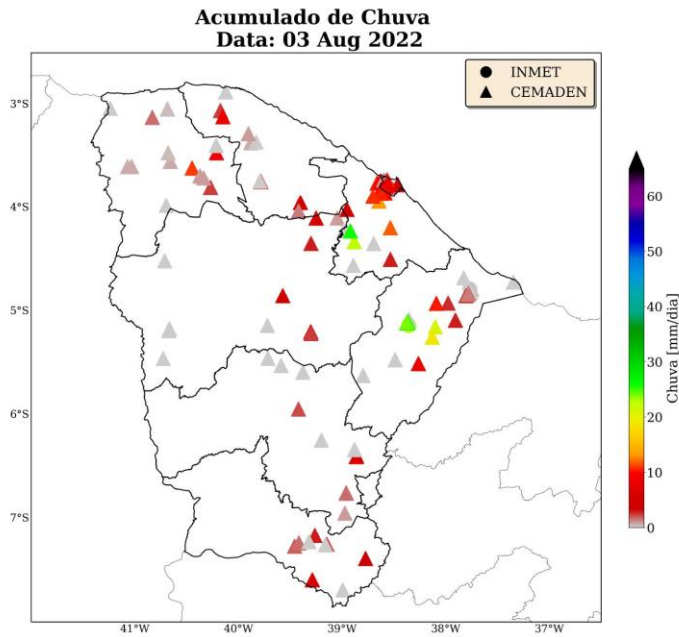 Acumulado de Chuva
Data: 03 Aug 2022
INMET
CEMADEN
3°S
4°S
5°S
6°S
7°S
41°W
40°W
39°W
38°W
37°W
60
50
40
30
20
10
0
Chuva [mm/dia]